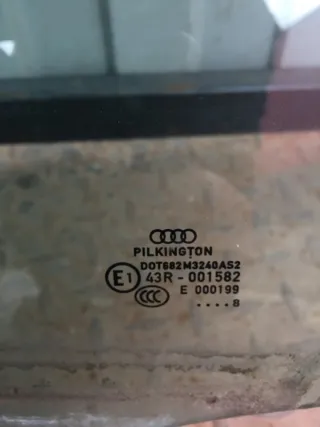 PILKINGTON
DOT682M3240AS2
E1 43R - 001582
CCC E 000199
....8